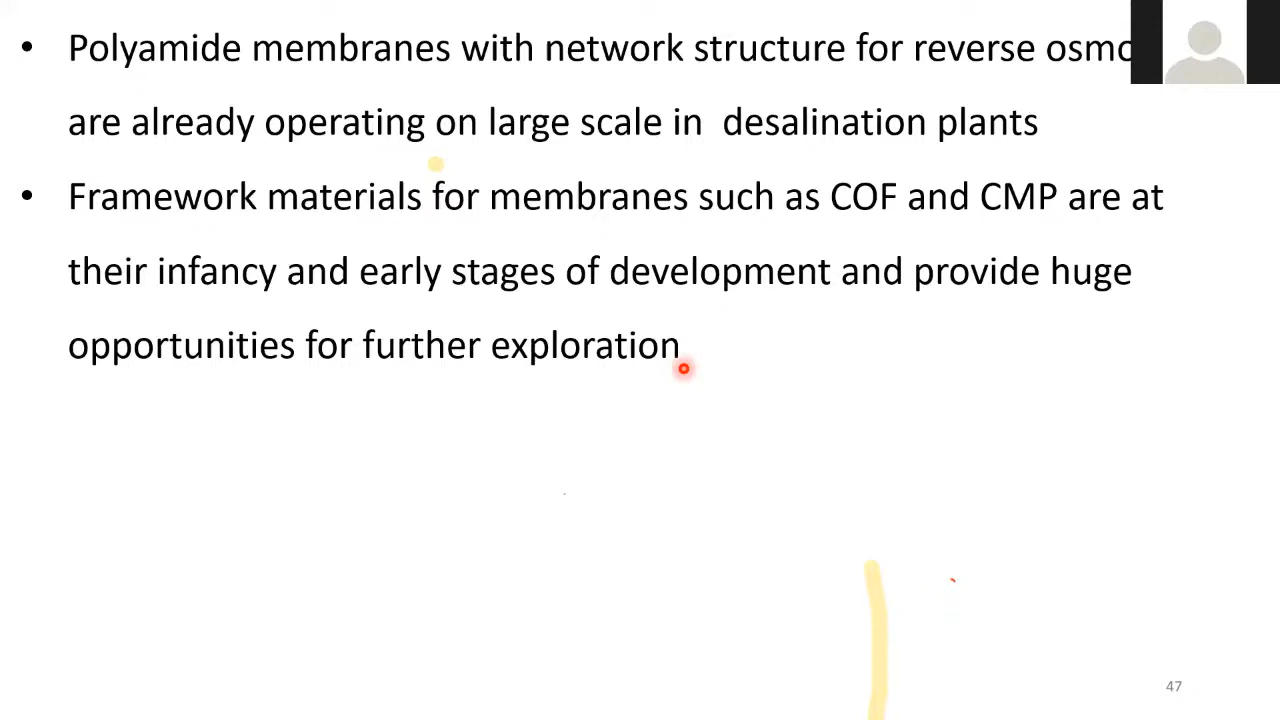 • Polyamide membranes with network structure for reverse osmo
are already operating on large scale in desalination plants
• Framework materials for membranes such as COF and CMP are at
their infancy and early stages of development and provide huge
opportunities for further exploration
47